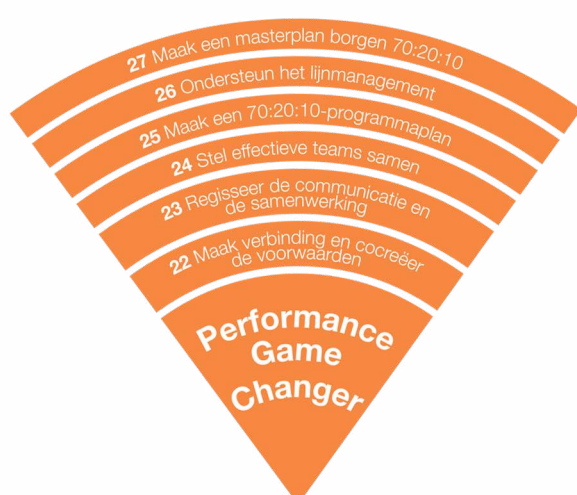 27 Maak een masterplan borgen 70:20:10
26 Ondersteun het lijnmanagement
25 Maak een 70:20:10-programmaplan
24 Stel effectieve teams samen
23 Regisseer de communicatie en
de samenwerking
22 Maak verbinding en cocreëer
de voorwaarden
Performance
Game
Changer